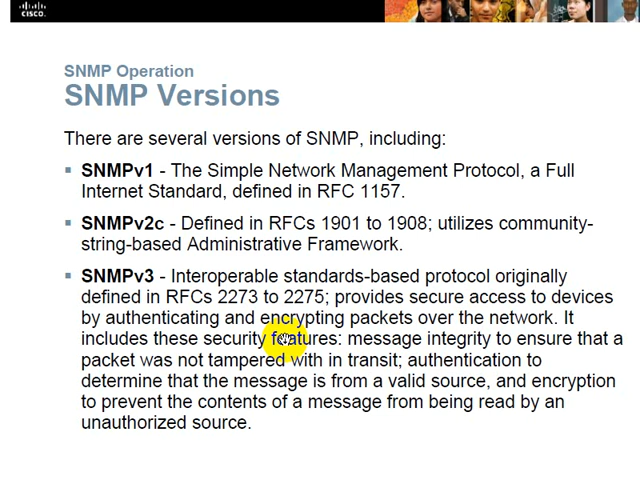 CISCO.
SNMP Operation
SNMP Versions
There are several versions of SNMP, including:
SNMPv1 - The Simple Network Management Protocol, a Full
Internet Standard, defined in RFC 1157.
SNMPv2c - Defined in RFCs 1901 to 1908; utilizes community-
string-based Administrative Framework.
SNMPv3 - Interoperable standards-based protocol originally
defined in RFCs 2273 to 2275; provides secure access to devices
by authenticating and encrypting packets over the network. It
includes these security features: message integrity to ensure that a
packet was not tampered with in transit; authentication to
determine that the message is from a valid source, and encryption
to prevent the contents of a message from being read by an
unauthorized source.